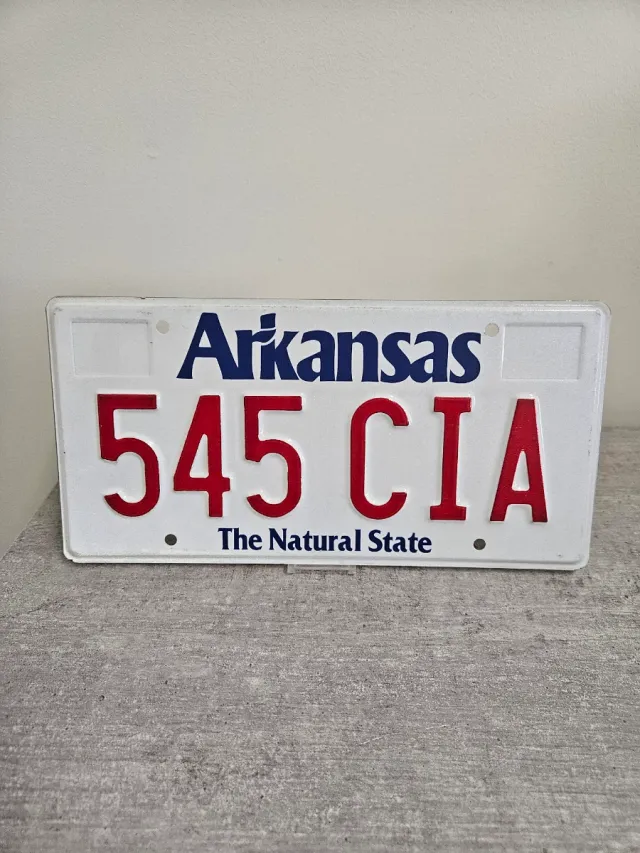 Arkansas
545 CIA
The Natural State